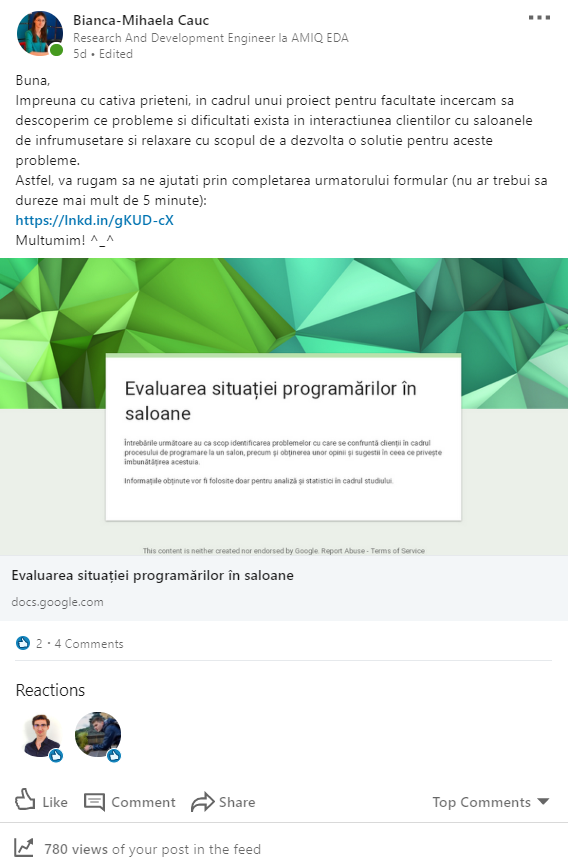 Bianca-Mihaela Cauc
Research And Development Engineer la AMIQ EDA
5d • Edited
Buna,
Impreuna cu cativa prieteni, in cadrul unui proiect pentru facultate incercam sa
descoperim ce probleme si dificultati exista in interactiunea clientilor cu saloanele
de infrumusetare si relaxare cu scopul de a dezvolta o solutie pentru aceste
probleme.
Astfel, va rugam sa ne ajutati prin completarea urmatorului formular (nu ar trebui sa
dureze mai mult de 5 minute):
https://lnkd.in/gKUD-cX
Multumim! ^_^
Evaluarea situației programărilor în
saloane
Întrebările următoare au ca scop identificarea problemelor cu care se confruntă clienții în cadrul
procesului de programare la un salon, precum și obținerea unor opinii și sugestii în ceea ce privește
îmbunătățirea acestuia.
Informațiile obținute vor fi folosite doar pentru analiză și statistici în cadrul studiului.
This content is neither created nor endorsed by Google. Report Abuse - Terms of Service
Evaluarea situației programărilor în saloane
docs.google.com
2 • 4 Comments
Reactions
Like Comment Share Top Comments
780 views of your post in the feed